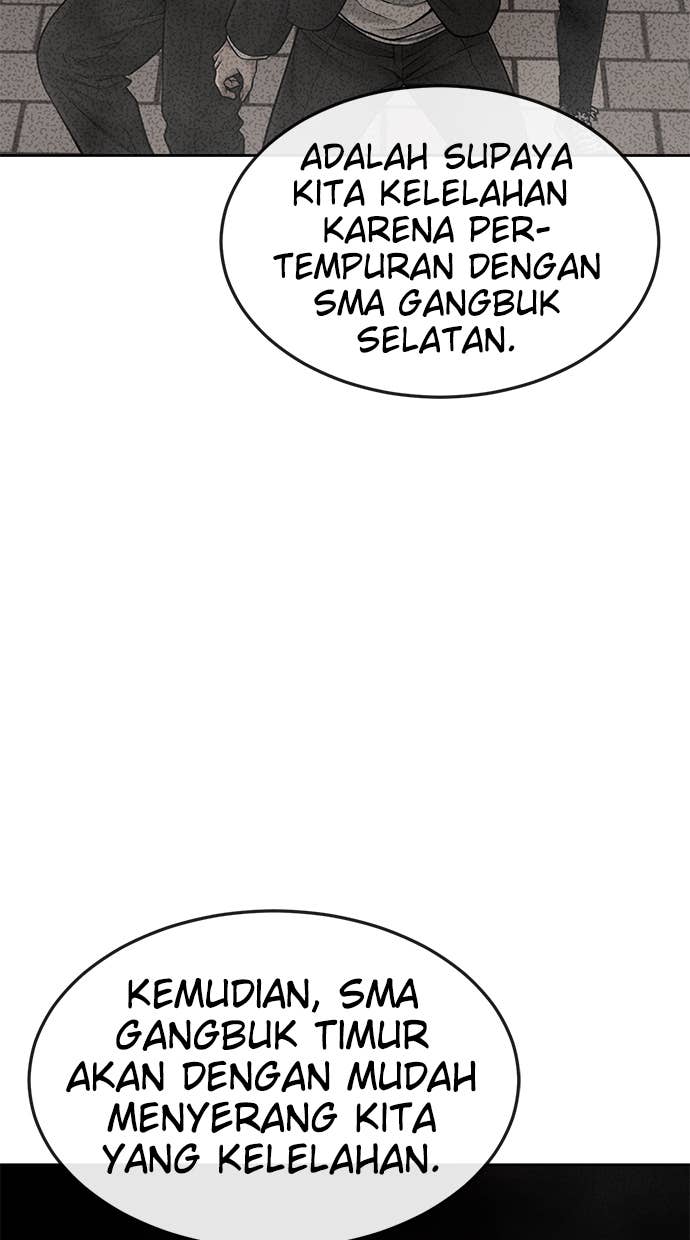 ADALAH SUPAYA
KITA KELELAHAN
KARENA PER-
TEMPURAN DENGAN
SMA GANGBUK
SELATAN.
KEMUDIAN, SMA
GANGBUK TIMUR
AKAN DENGAN MUDAH
MENYERANG KITA
YANG KELELAHAN.